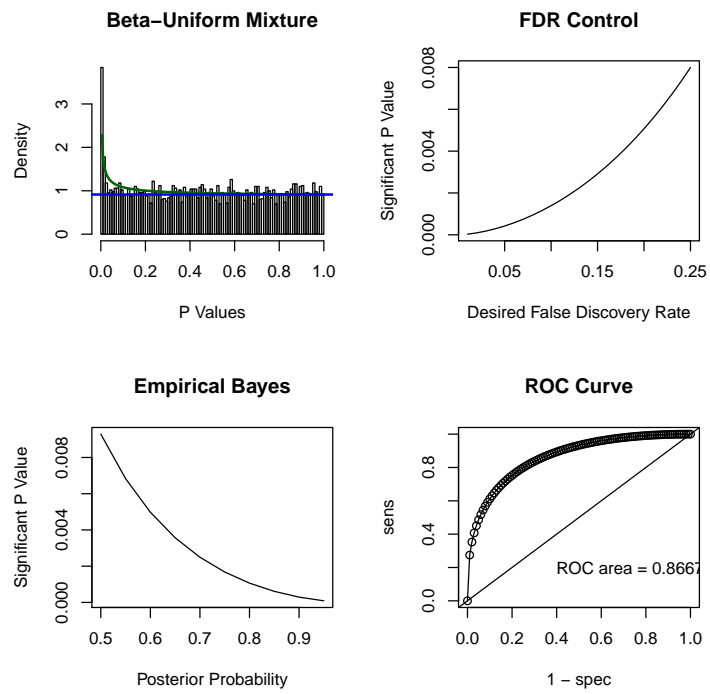 Beta−Uniform Mixture
Density
0 1 2 3
0.0 0.2 0.4 0.6 0.8 1.0
P Values
FDR Control
Significant P Value
0.000 0.004 0.008
0.05 0.15 0.25
Desired False Discovery Rate
Empirical Bayes
Significant P Value
0.000 0.004 0.008
0.5 0.6 0.7 0.8 0.9
Posterior Probability
ROC Curve
sens
0.0 0.4 0.8
ROC area = 0.8667
0.0 0.2 0.4 0.6 0.8 1.0
1 − spec